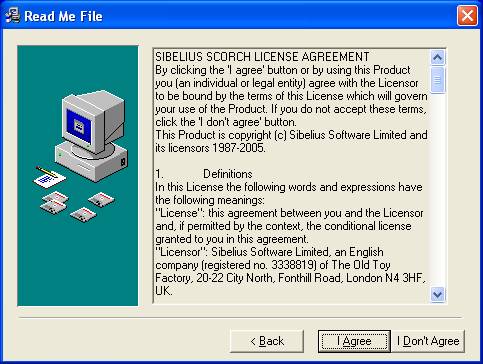 Read Me File
SIBELIUS SCORCH LICENSE AGREEMENT
By clicking the 'I agree' button or by using this Product
you (an individual or legal entity) agree with the Licensor
to be bound by the terms of this License which will govern
your use of the Product. If you do not accept these terms,
click the 'I don't agree' button.
This Product is copyright (c) Sibelius Software Limited and
its licensors 1987-2005.
1. Definitions
In this License the following words and expressions have
the following meanings:
"License": this agreement between you and the Licensor
and, if permitted by the context, the conditional license
granted to you in this agreement.
"Licensor": Sibelius Software Limited, an English
company (registered no. 3338819) of The Old Toy
Factory, 20-22 City North, Fonthill Road, London N4 3HF,
UK.
< Back
I Agree
I Don't Agree